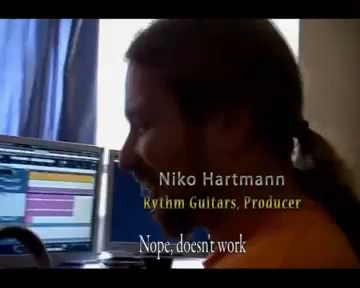 Niko Hartmann
Rythm Guitars, Producer
Nope, doesn't work